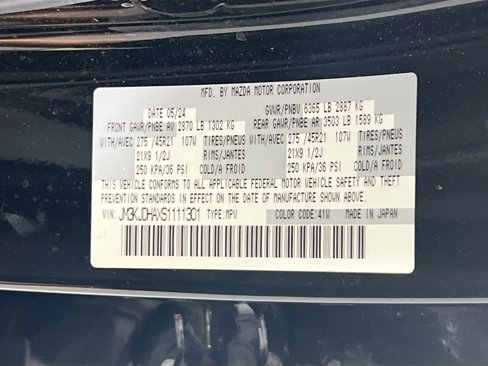 MFD. BY MAZDA MOTOR CORPORATION
DATE 05/24 GVWR/PNBV 6365 LB 2887 KG
FRONT GAWR/PNBE AV 2870 LB 1302 KG REAR GAWR/PNBE AR 3503 LB 1589 KG
WITH/AVEC 275 /45R21 107W TIRES/PNEUS WITH/AVEC 275 /45R21 107W TIRES/PNEUS
21X9 1/2J RIMS/JANTES 21X9 1/2J RIMS/JANTES
250 KPA/36 PSI COLD/A FROID 250 KPA/36 PSI COLD/A FROID
THIS VEHICLE CONFORMS TO ALL APPLICABLE FEDERAL MOTOR VEHICLE SAFETY AND THEFT
PREVENTION STANDARDS IN EFFECT ON THE DATE OF MANUFACTURE SHOWN ABOVE.
VIN: JM3KJDHAXS1111301 TYPE:MPV COLOR CODE:41W MADE IN JAPAN